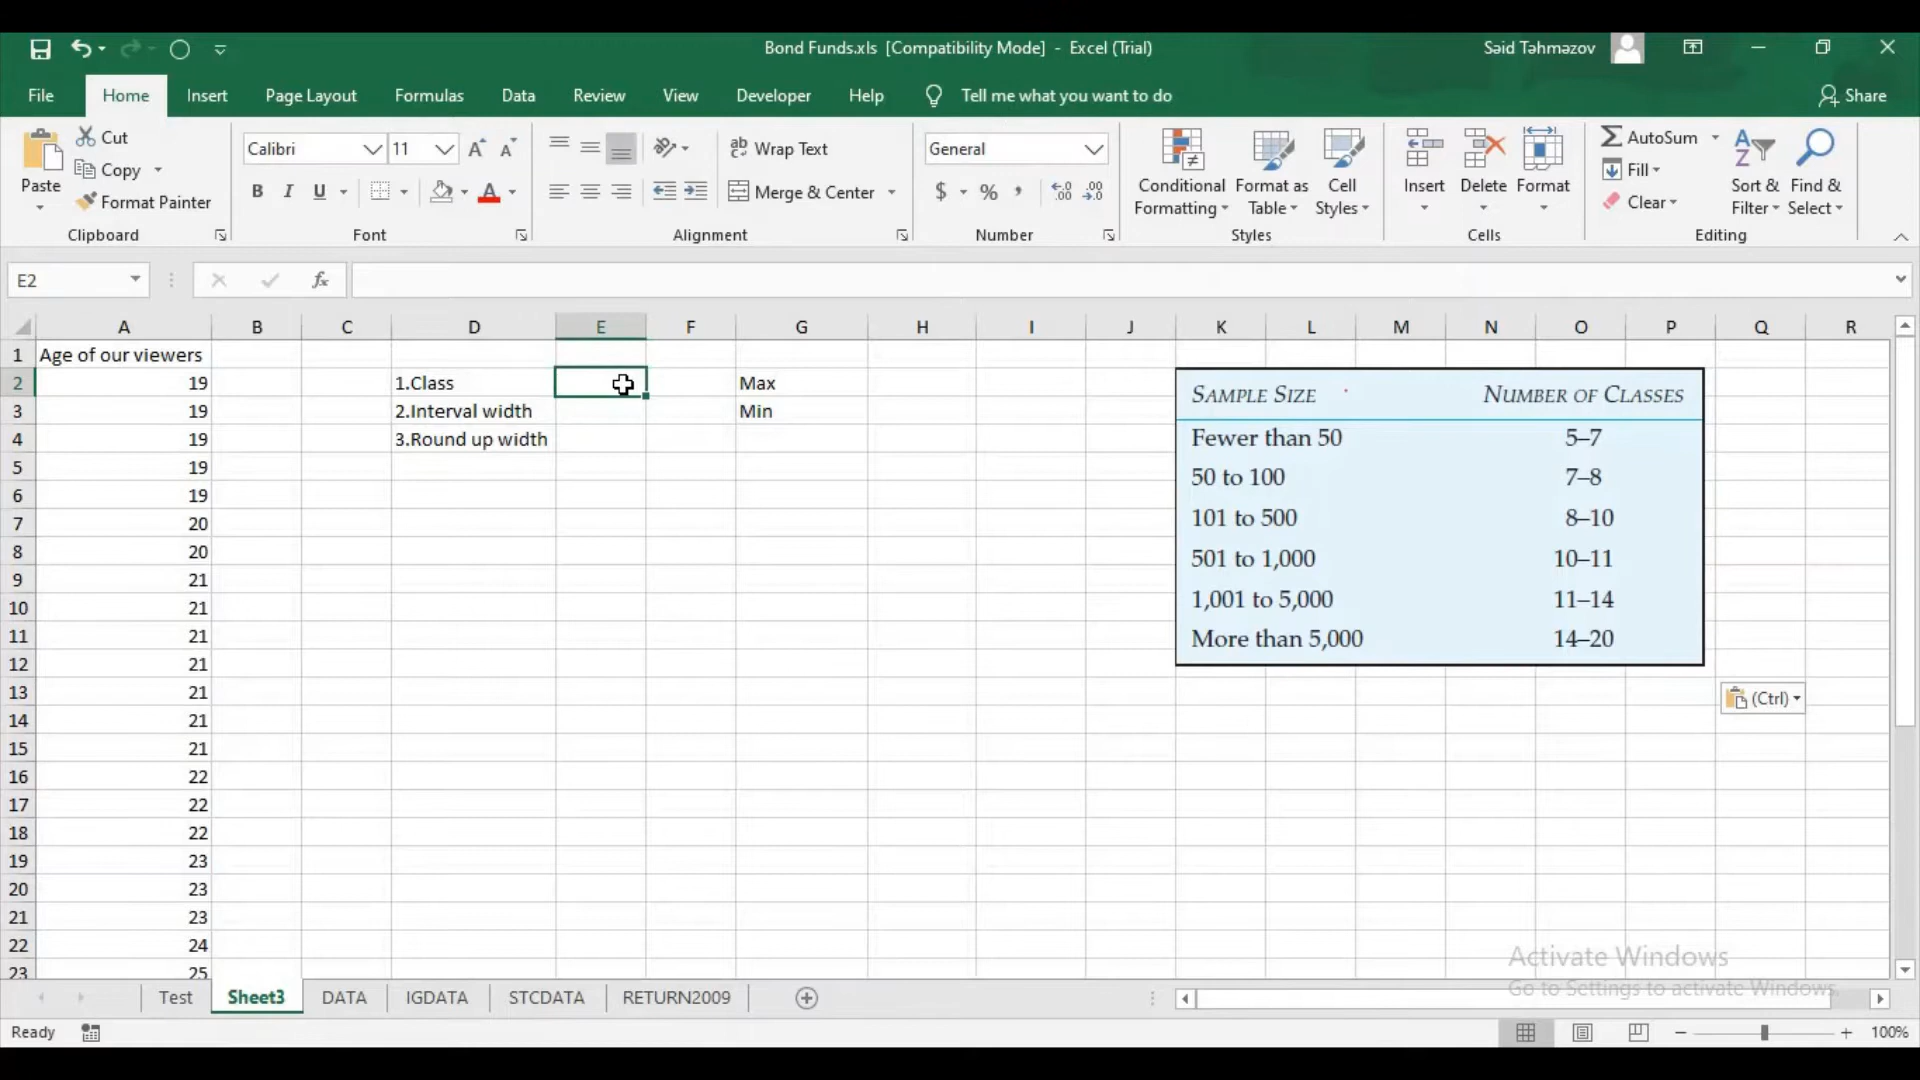 Bond Funds.xls [Compatibility Mode] - Excel (Trial)
Səid Təhməzov
File Home Insert Page Layout Formulas Data Review View Developer Help Tell me what you want to do Share
Paste
Cut
Copy
Format Painter
Clipboard
Calibri 11
B I U
Font
Wrap Text
Merge & Center
Alignment
General
$ % ,
Number
Conditional Formatting
Format as Table
Cell Styles
Styles
Insert Delete Format
Cells
AutoSum
Fill
Clear
Sort & Filter
Find & Select
Editing
E2
fx
A B C D E F G H I J K L M N O P Q R
1 Age of our viewers
2 19 1.Class Max
3 19 2.Interval width Min
4 19 3.Round up width
5 19
6 19
7 20
8 20
9 21
10 21
11 21
12 21
13 21
14 21
15 21
16 22
17 22
18 22
19 23
20 23
21 23
22 24
23 25
SAMPLE SIZE NUMBER OF CLASSES
Fewer than 50 5–7
50 to 100 7–8
101 to 500 8–10
501 to 1,000 10–11
1,001 to 5,000 11–14
More than 5,000 14–20
(Ctrl)
Activate Windows
Go to Settings to activate Windows.
Test Sheet3 DATA IGDATA STCDATA RETURN2009
Ready
100%